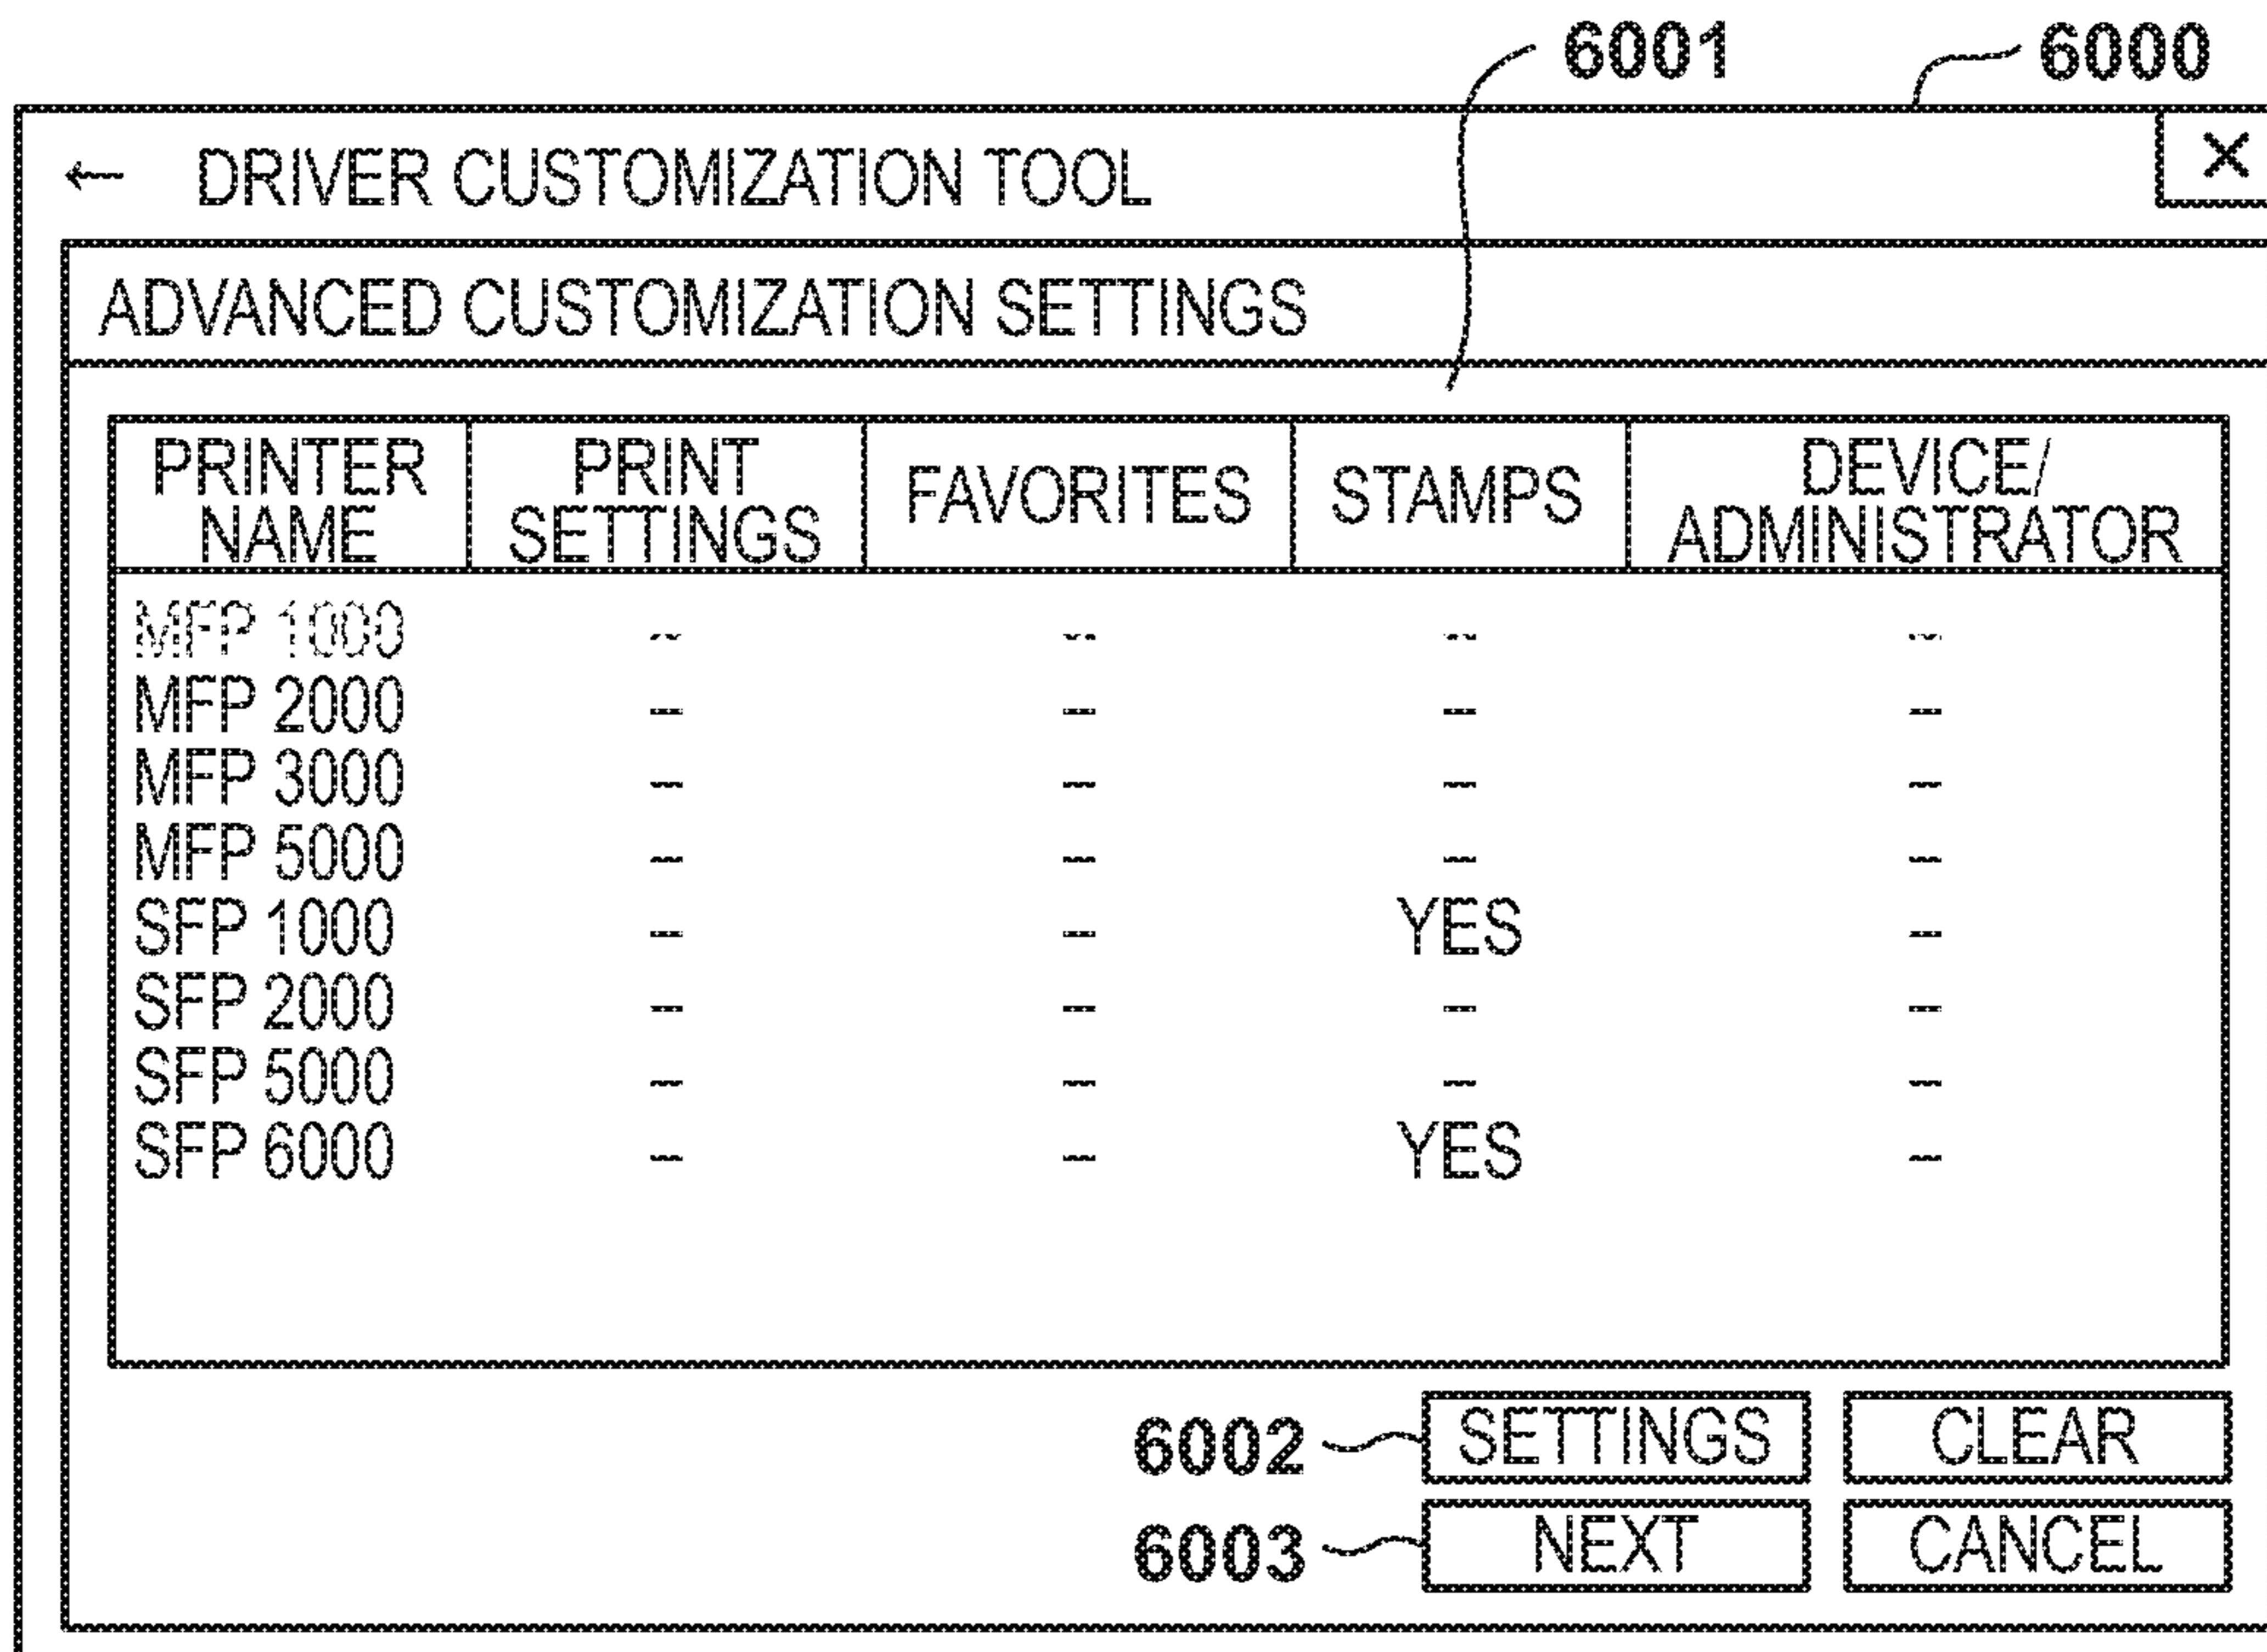 6001 6000
← DRIVER CUSTOMIZATION TOOL ×
ADVANCED CUSTOMIZATION SETTINGS
PRINTER NAME PRINT SETTINGS FAVORITES STAMPS DEVICE/ADMINISTRATOR
MFP 1000 – – – –
MFP 2000 – – – –
MFP 3000 – – – –
MFP 5000 – – – –
SFP 1000 – – YES –
SFP 2000 – – – –
SFP 5000 – – – –
SFP 6000 – – YES –
6002 SETTINGS CLEAR
6003 NEXT CANCEL